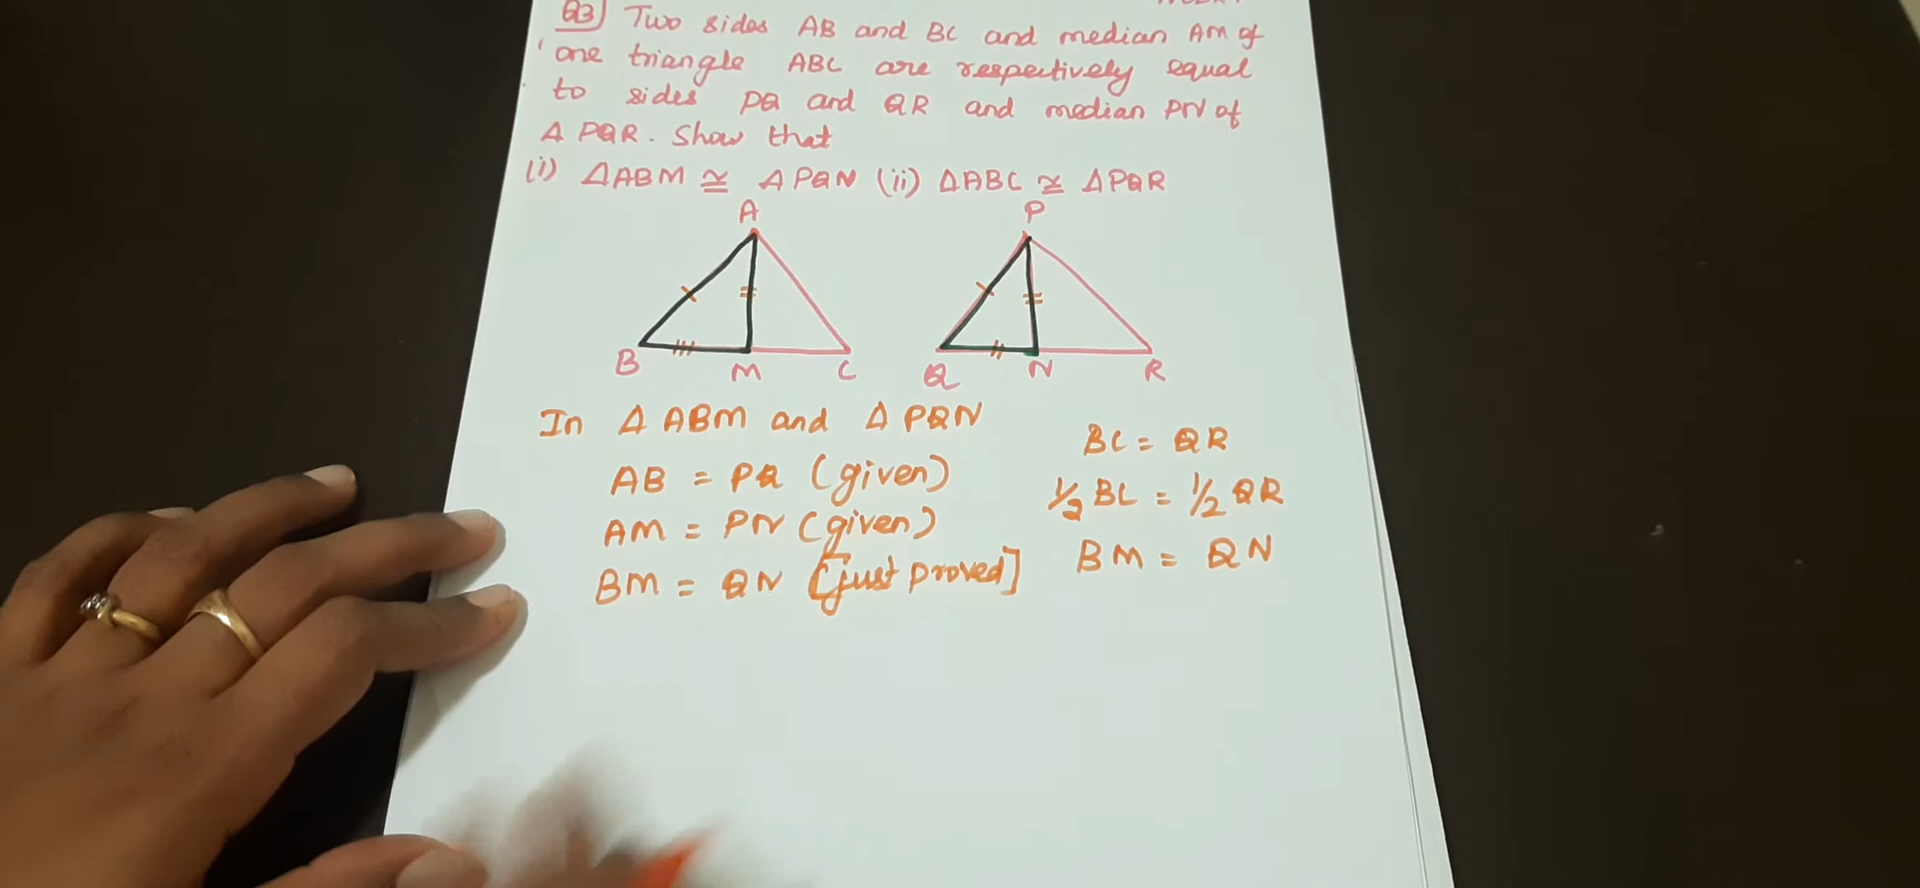 Q3) Two sides AB and BC and median AM of
one triangle ABC are respectively equal
to sides PQ and QR and median PN of
Δ PQR. Show that
(i) ΔABM ≅ ΔPQN (ii) ΔABC ≅ ΔPQR
A P
B M C Q N R
In Δ ABM and Δ PQN
AB = PQ (given)
AM = PN (given)
BM = QN [just proved]
BC = QR
1/2 BC = 1/2 QR
BM = QN